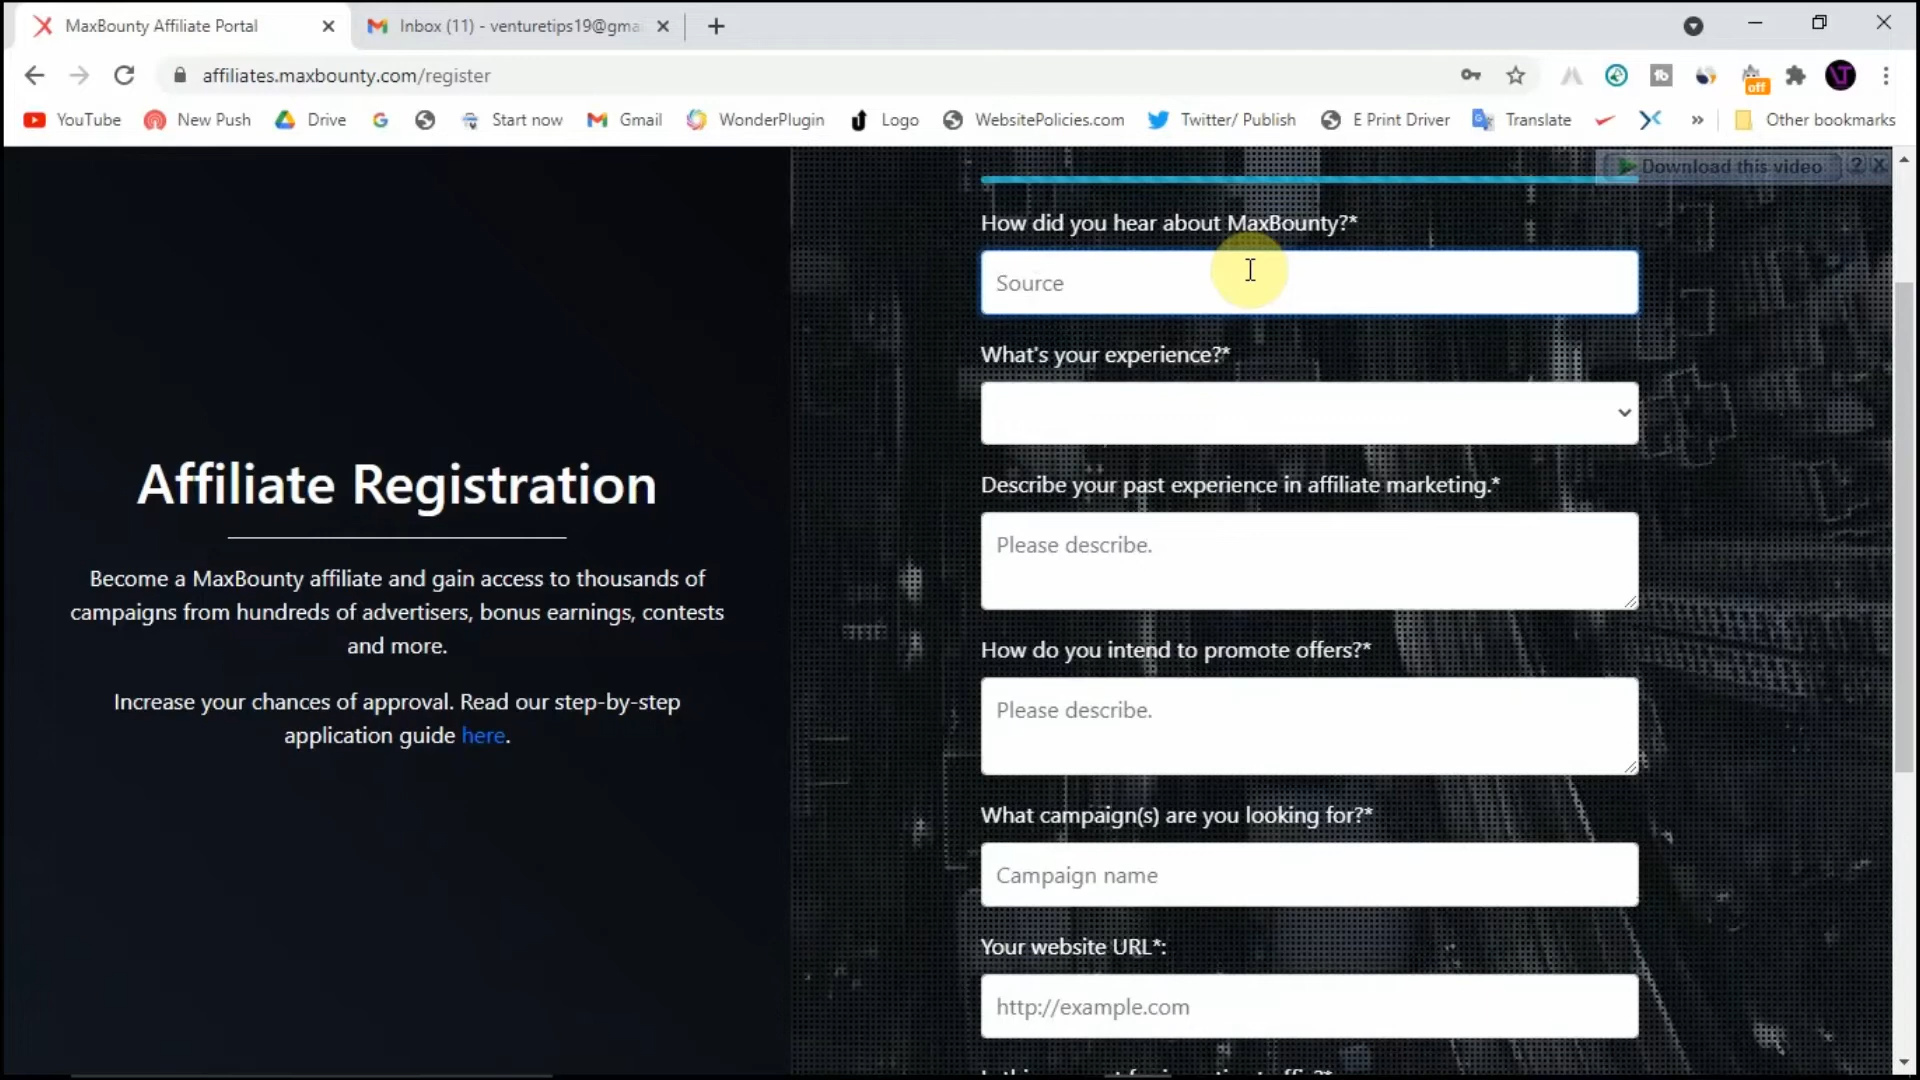 MaxBounty Affiliate Portal
Inbox (11) - venturetips19@gma
affiliates.maxbounty.com/register
off
YouTube
New Push
Drive
Start now
Gmail
WonderPlugin
Logo
WebsitePolicies.com
Twitter/ Publish
E Print Driver
Translate
»
Other bookmarks
Download this video
?
X
How did you hear about MaxBounty?*
Source
What's your experience?*
Describe your past experience in affiliate marketing.*
Please describe.
How do you intend to promote offers?*
Please describe.
What campaign(s) are you looking for?*
Campaign name
Your website URL*:
http://example.com
Affiliate Registration
Become a MaxBounty affiliate and gain access to thousands of
campaigns from hundreds of advertisers, bonus earnings, contests
and more.
Increase your chances of approval. Read our step-by-step
application guide here.